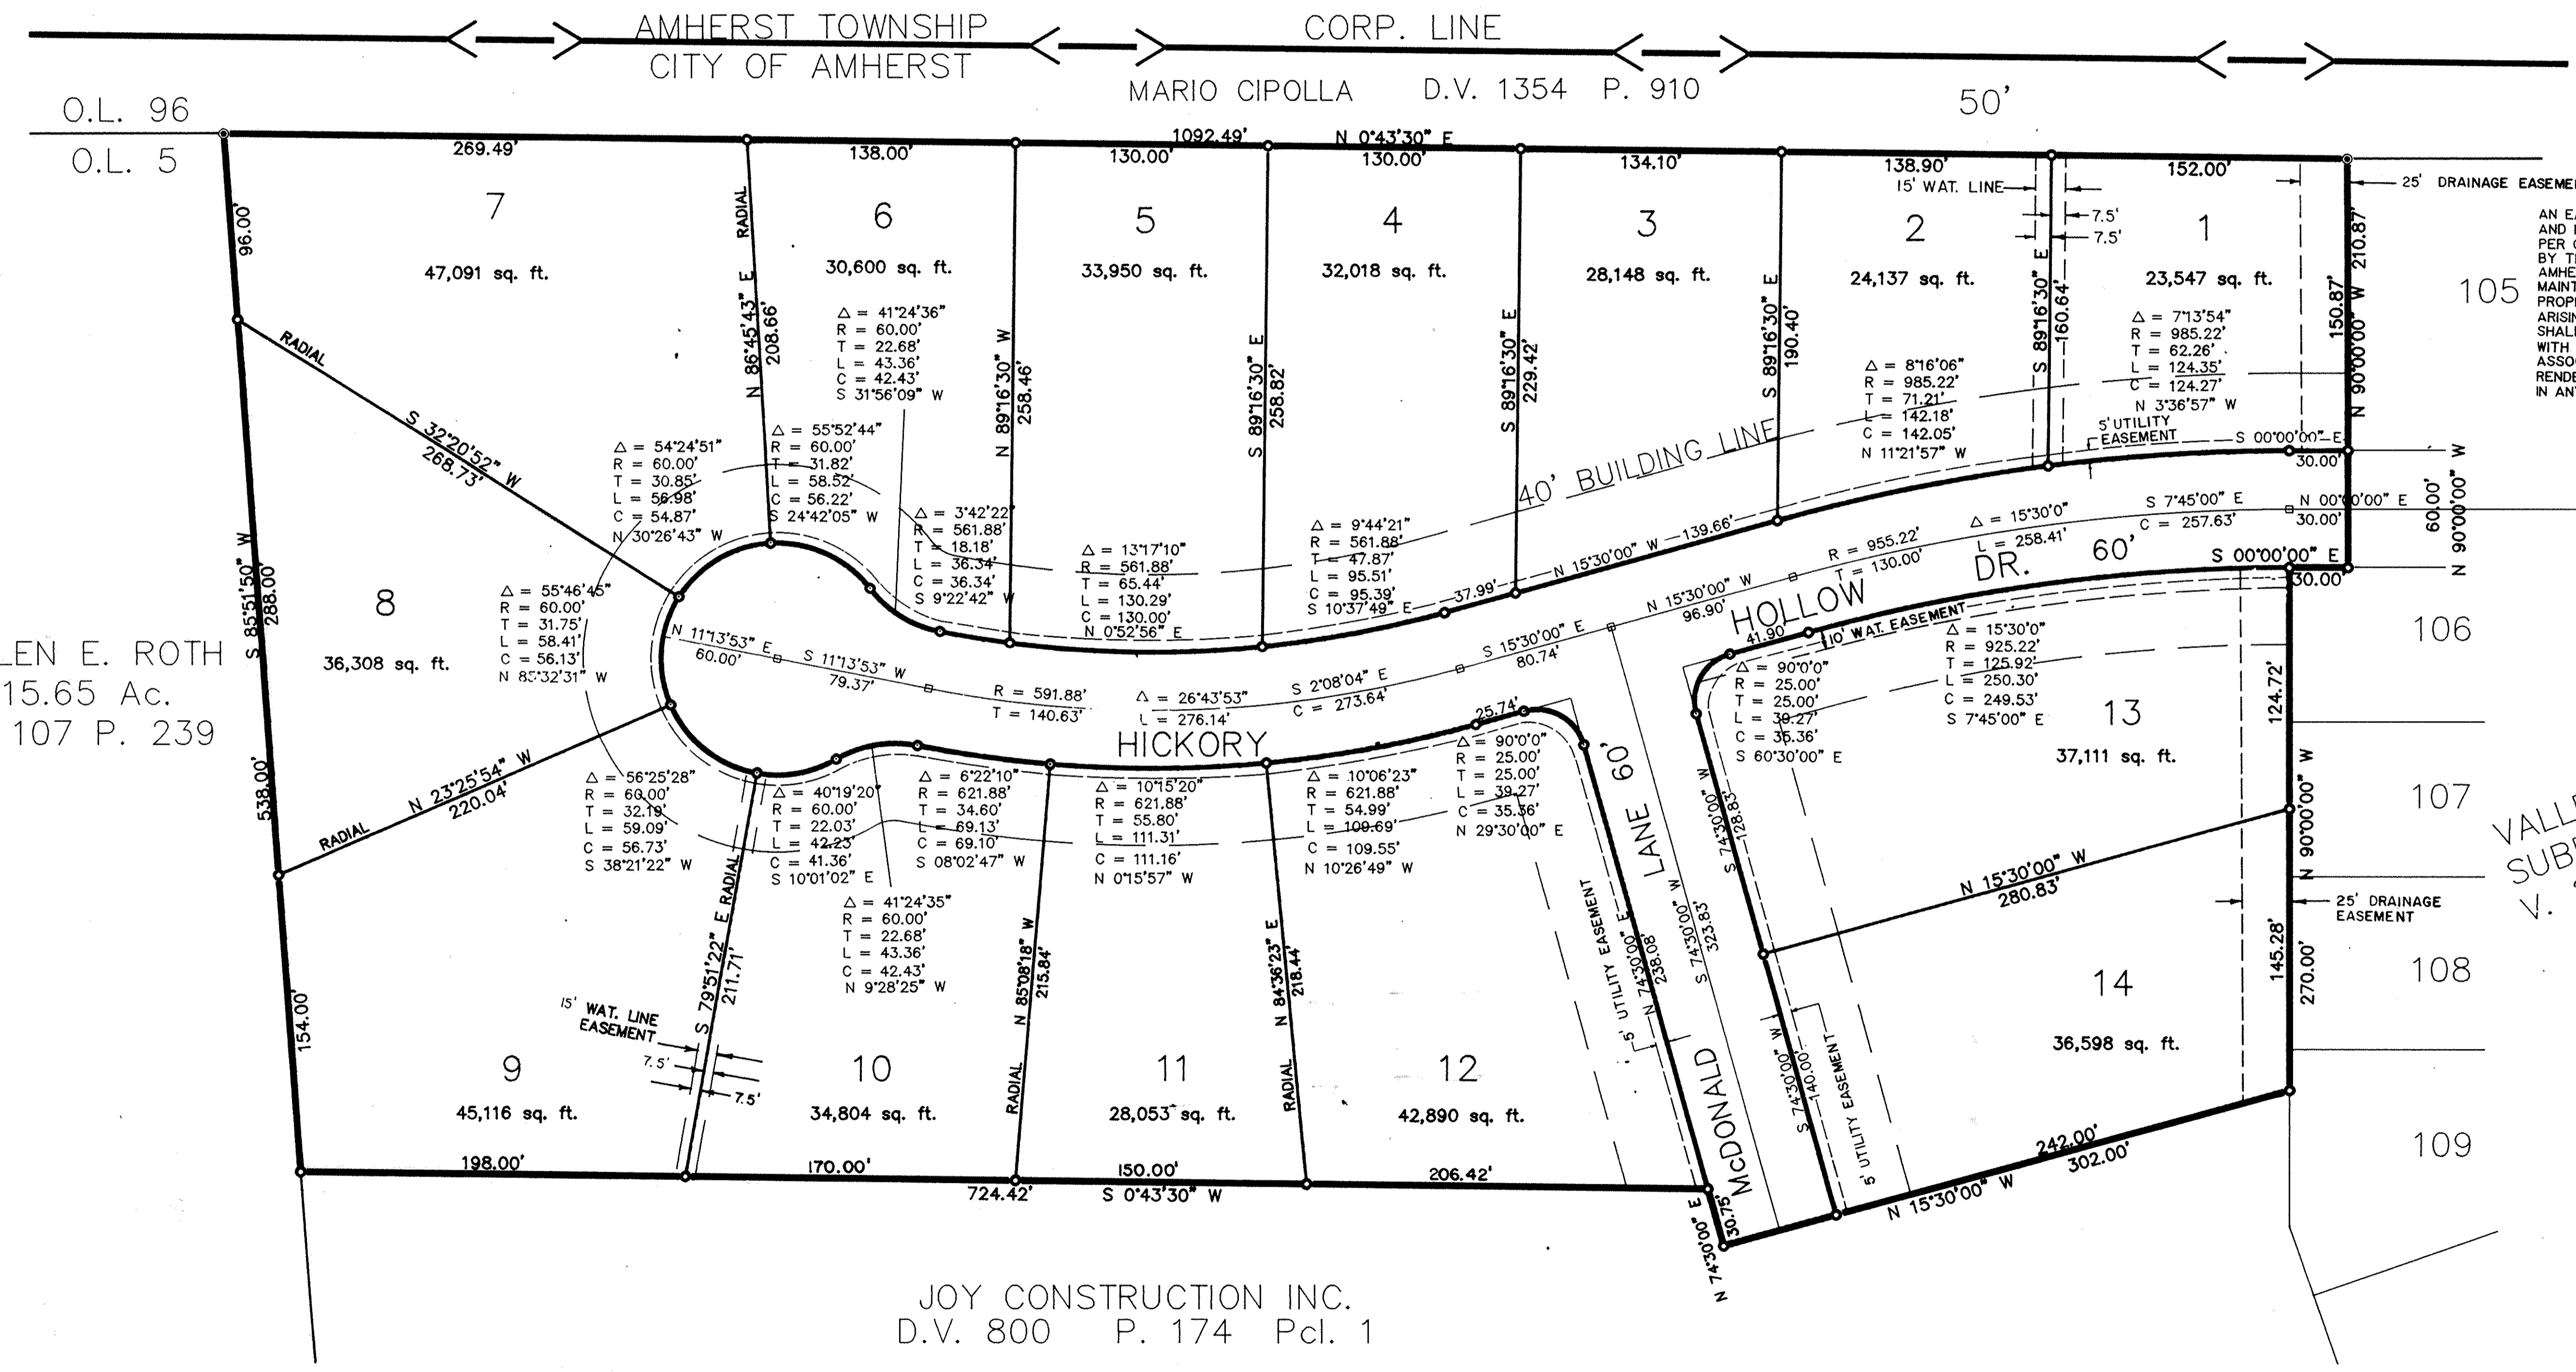 AMHERST TOWNSHIP
CORP. LINE
CITY OF AMHERST
MARIO CIPOLLA D.V. 1354 P. 910
50'
O.L. 96
O.L. 5
1092.49' N 0°43'30" E
269.49'
138.00'
130.00'
130.00'
134.10'
138.90'
152.00'
15' WAT. LINE
7.5'
7.5'
25' DRAINAGE EASEME
7
47,091 sq. ft.
6
30,600 sq. ft.
5
33,950 sq. ft.
4
32,018 sq. ft.
3
28,148 sq. ft.
2
24,137 sq. ft.
1
23,547 sq. ft.
105
AN EA
AND
PER
BY T
AMHE
MAINT
PROP
ARISIN
SHAL
WITH
ASSO
RENDE
IN AN
96.00'
RADIAL
S 32°20'52" W
268.73'
RADIAL
N 86°45'43" E
208.66'
△ = 41°24'36"
R = 60.00'
T = 22.68'
L = 43.36'
C = 42.43'
S 31°56'09" W
N 89°16'30" W
258.46'
S 89°16'30" E
258.82'
S 89°16'30" E
229.42'
S 89°16'30" E
190.40'
S 89°16'30" E
160.64'
△ = 8°16'06"
R = 985.22'
T = 71.21'
L = 142.18'
C = 142.05'
N 11°21'57" W
△ = 7°13'54"
R = 985.22'
T = 62.26'
L = 124.35'
C = 124.27'
N 3°36'57" W
N 90°00'00" W 210.87'
150.87'
5' UTILITY
EASEMENT
S 00°00'00" E
30.00'
△ = 54°24'51"
R = 60.00'
T = 30.85'
L = 56.98'
C = 54.87'
N 30°26'43" W
△ = 55°52'44"
R = 60.00'
T = 31.82'
L = 58.52'
C = 56.22'
S 24°42'05" W
△ = 3°42'22"
R = 561.88'
T = 18.18'
L = 36.34'
C = 36.34'
S 9°22'42" W
△ = 13°17'10"
R = 561.88'
T = 65.44'
L = 130.29'
C = 130.00'
N 0°52'56" E
△ = 9°44'21"
R = 561.88'
T = 47.87'
L = 95.51'
C = 95.39'
S 10°37'49" E
40' BUILDING LINE
37.99'
N 15°30'00" W 139.66'
R = 955.22'
T = 130.00'
△ = 15°30'0"
L = 258.41'
S 7°45'00" E
C = 257.63'
N 00°00'00" E
30.00'
60.00'
N 90°00'00" W
S 00°00'00" E
30.00'
HICKORY HOLLOW DR. 60'
S 85°51'50" W
288.00'
8
36,308 sq. ft.
△ = 55°46'45"
R = 60.00'
T = 31.75'
L = 58.41'
C = 56.13'
N 85°32'31" W
N 11°13'53" E
60.00'
S 11°13'53" W
79.37'
R = 591.88'
T = 140.63'
△ = 26°43'53"
L = 276.14'
S 2°08'04" E
C = 273.64'
S 15°30'00" E
80.74'
N 15°30'00" W
96.90'
41.90'
10' WAT. EASEMENT
LEN E. ROTH
15.65 Ac.
107 P. 239
△ = 90°0'0"
R = 25.00'
T = 25.00'
L = 39.27'
C = 35.36'
S 60°30'00" E
△ = 15°30'0"
R = 925.22'
T = 125.92'
L = 250.30'
C = 249.53'
S 7°45'00" E
13
37,111 sq. ft.
124.72'
106
107
538.00'
RADIAL
N 23°25'54" W
220.04'
△ = 56°25'28"
R = 60.00'
T = 32.19'
L = 59.09'
C = 56.73'
S 38°21'22" W
△ = 40°19'20"
R = 60.00'
T = 22.03'
L = 42.23'
C = 41.36'
S 10°01'02" E
△ = 6°22'10"
R = 621.88'
T = 34.60'
L = 69.13'
C = 69.10'
S 08°02'47" W
△ = 10°15'20"
R = 621.88'
T = 55.80'
L = 111.31'
C = 111.16'
N 0°15'57" W
△ = 10°06'23"
R = 621.88'
T = 54.99'
L = 109.69'
C = 109.55'
N 10°26'49" W
25.74'
△ = 90°0'0"
R = 25.00'
T = 25.00'
L = 39.27'
C = 35.36'
N 29°30'00" E
△ = 41°24'35"
R = 60.00'
T = 22.68'
L = 43.36'
C = 42.43'
N 9°28'25" W
McDONALD LANE 60'
S 74°30'00" W
128.83'
S 74°30'00" W
323.83'
N 74°30'00" E
238.08'
5' UTILITY EASEMENT
N 15°30'00" W
280.83'
N 90°00'00" W
270.00'
145.28'
25' DRAINAGE
EASEMENT
VALL
SUB
V.
108
109
14
36,598 sq. ft.
S 74°30'00" W
140.00'
5' UTILITY EASEMENT
154.00'
15' WAT. LINE
EASEMENT
7.5'
7.5'
S 79°51'22" E RADIAL
211.71'
RADIAL N 85°08'18" W
215.84'
RADIAL N 84°36'23" E
218.44'
9
45,116 sq. ft.
10
34,804 sq. ft.
11
28,053 sq. ft.
12
42,890 sq. ft.
198.00'
170.00'
150.00'
206.42'
724.42' S 0°43'30" W
N 74°30'00" E
30.75'
242.00'
302.00'
N 15°30'00" W
JOY CONSTRUCTION INC.
D.V. 800 P. 174 Pcl. 1